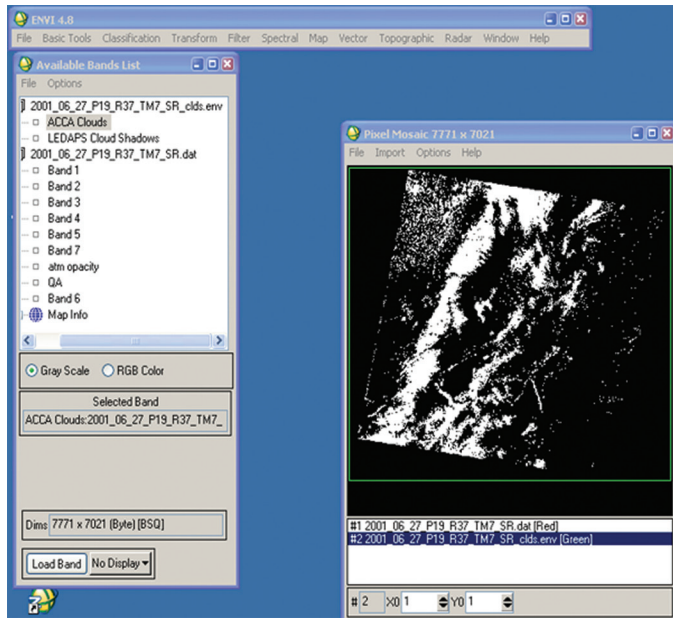 ENVI 4.8
File Basic Tools Classification Transform Filter Spectral Map Vector Topographic Radar Window Help
Available Bands List
File Options
2001_06_27_P19_R37_TM7_SR_clds.env
ACCA Clouds
LEDAPS Cloud Shadows
2001_06_27_P19_R37_TM7_SR.dat
Band 1
Band 2
Band 3
Band 4
Band 5
Band 7
atm opacity
QA
Band 6
Map Info
Gray Scale RGB Color
Selected Band
ACCA Clouds:2001_06_27_P19_R37_TM7_
Dims 7771 x 7021 (Byte) [BSQ]
Load Band No Display
Pixel Mosaic 7771 x 7021
File Import Options Help
#1 2001_06_27_P19_R37_TM7_SR.dat [Red]
#2 2001_06_27_P19_R37_TM7_SR_clds.env [Green]
# 2 X0 1 Y0 1